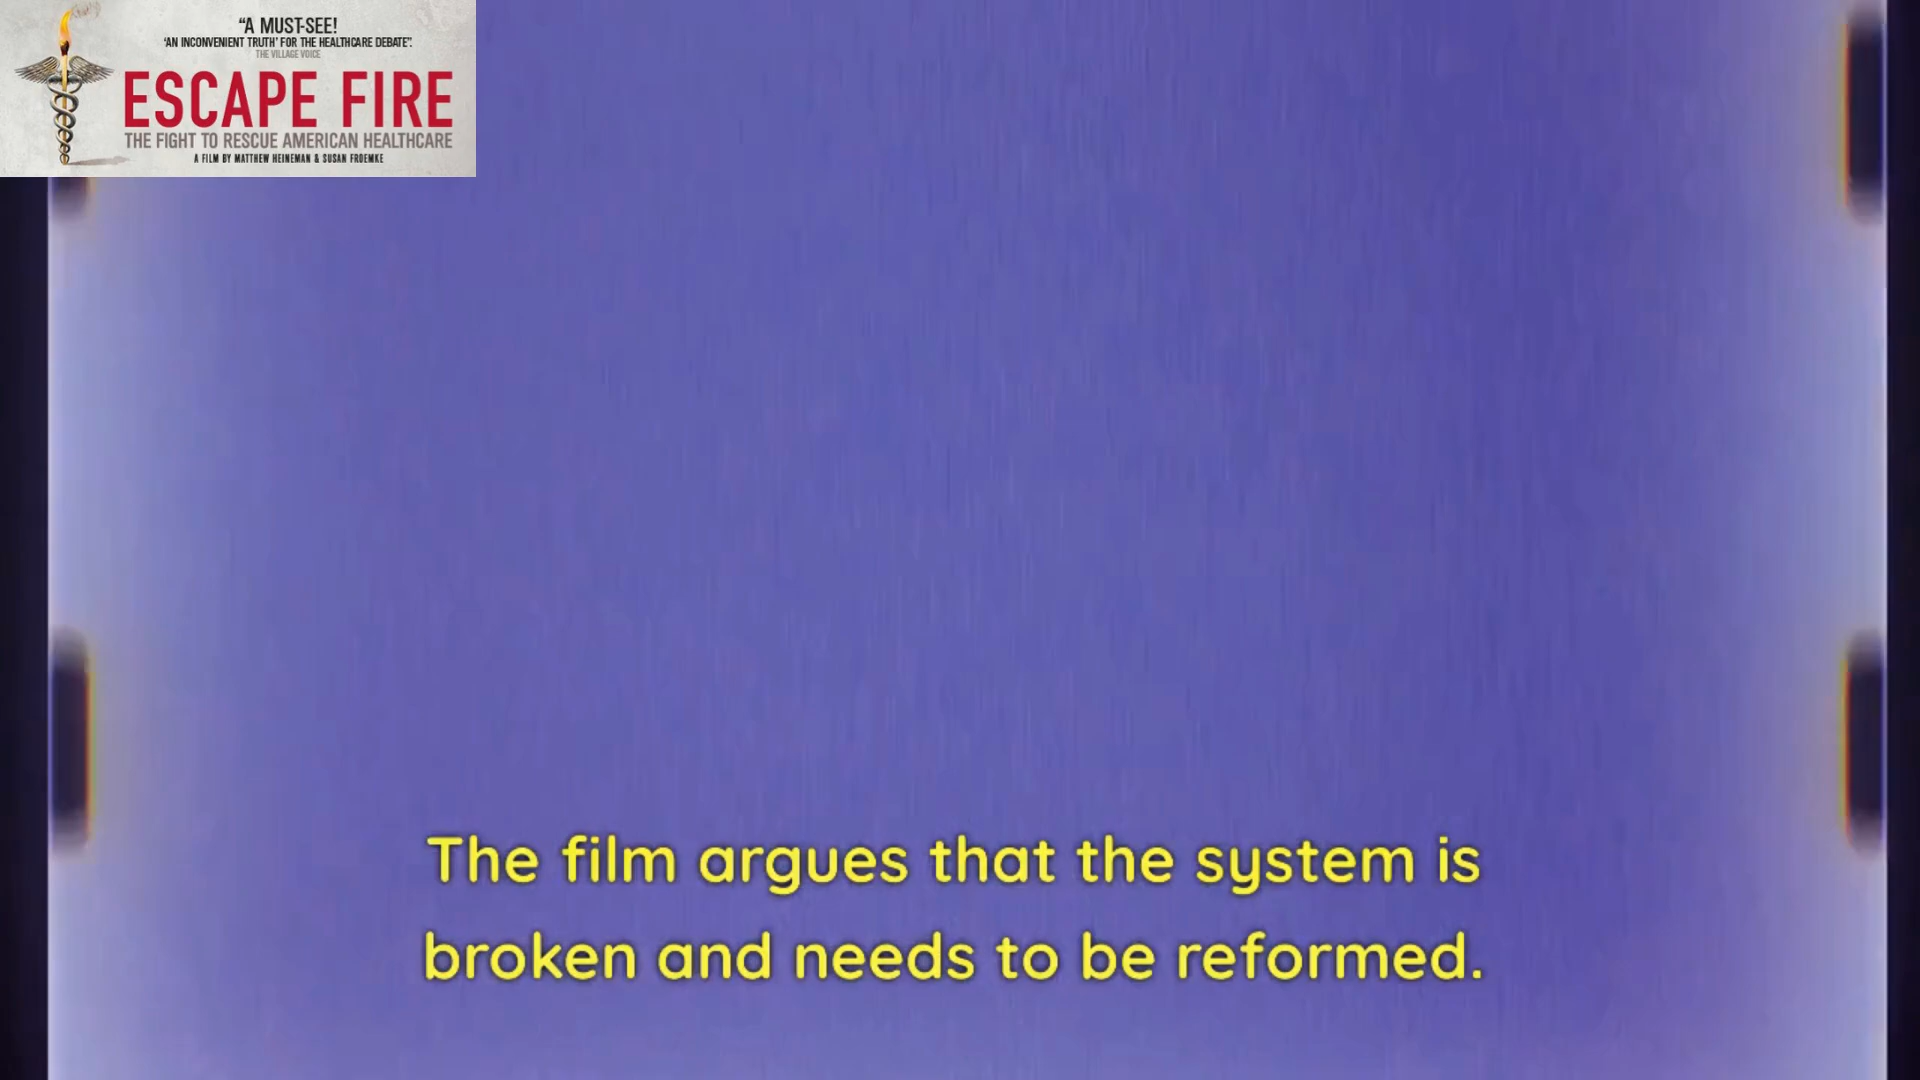 “A MUST-SEE!
‘AN INCONVENIENT TRUTH’ FOR THE HEALTHCARE DEBATE”.
THE VILLAGE VOICE
ESCAPE FIRE
THE FIGHT TO RESCUE AMERICAN HEALTHCARE
A FILM BY MATTHEW HEINEMAN & SUSAN FROEMKE
The film argues that the system is
broken and needs to be reformed.